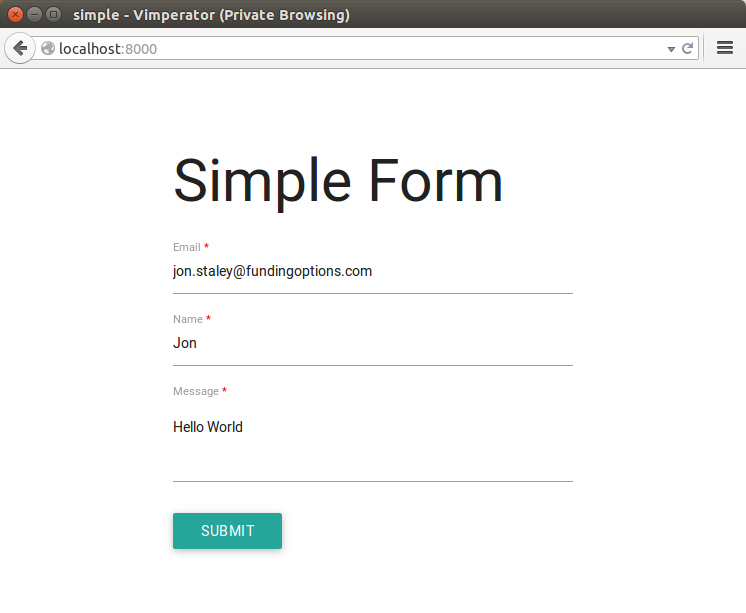 simple - Vimperator (Private Browsing)
localhost:8000
Simple Form
Email *
jon.staley@fundingoptions.com
Name *
Jon
Message *
Hello World
SUBMIT